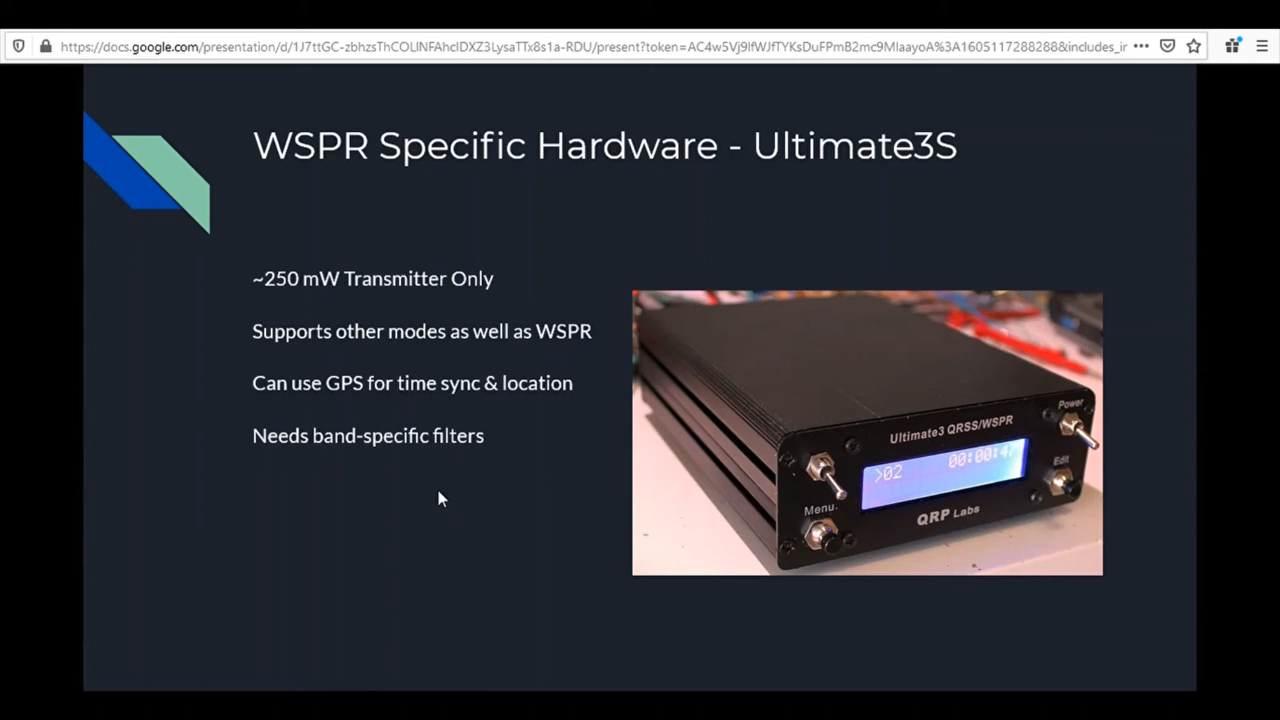 https://docs.google.com/presentation/d/1J7ttGC-zbhzsThCOLINFAhcIDXZ3LysaTTx8s1a-RDU/present?token=AC4w5Vj9lfWJfTYKsDuFPmB2mc9MIaayoA%3A1605117288288&includes_ir
WSPR Specific Hardware - Ultimate3S
~250 mW Transmitter Only
Supports other modes as well as WSPR
Can use GPS for time sync & location
Needs band-specific filters
Power
Ultimate3 QRSS/WSPR
>02 00:00:4
Edit
Menu
QRP Labs